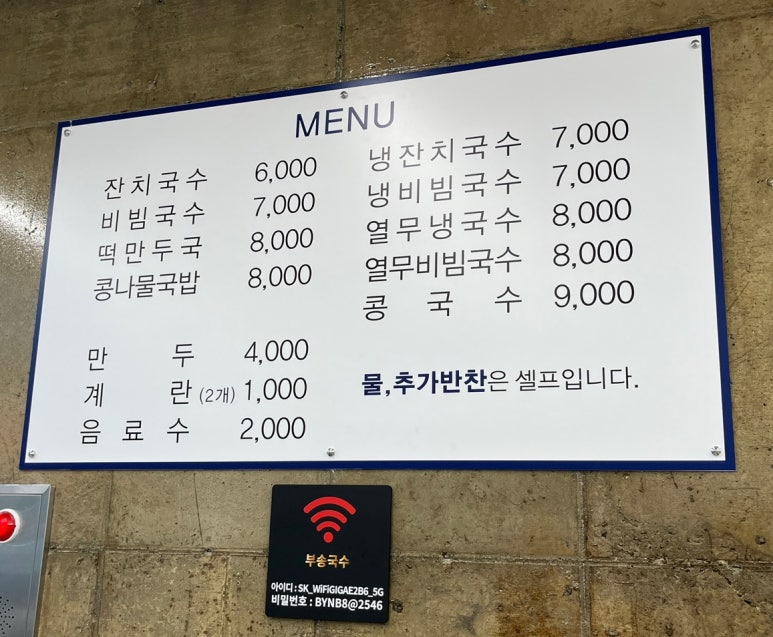 MENU
잔치국수 6,000
비빔국수 7,000
떡만두국 8,000
콩나물국밥 8,000
만두 4,000
계란 (2개) 1,000
음료수 2,000
냉잔치국수 7,000
냉비빔국수 7,000
열무냉국수 8,000
열무비빔국수 8,000
콩국수 9,000
물,추가반찬은 셀프입니다.
부송국수
아이디 : SK_WiFiGIGAE2B6_5G
비밀번호 : BYNB8@2546